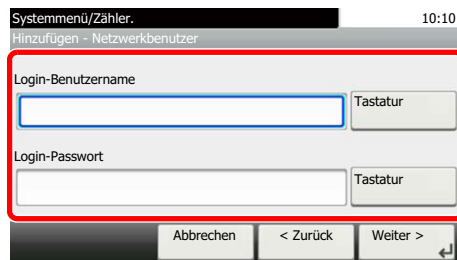 Systemmenü/Zähler. 10:10
Hinzufügen - Netzwerkbenutzer
Login-Benutzername
Tastatur
Login-Passwort
Tastatur
Abbrechen < Zurück Weiter >